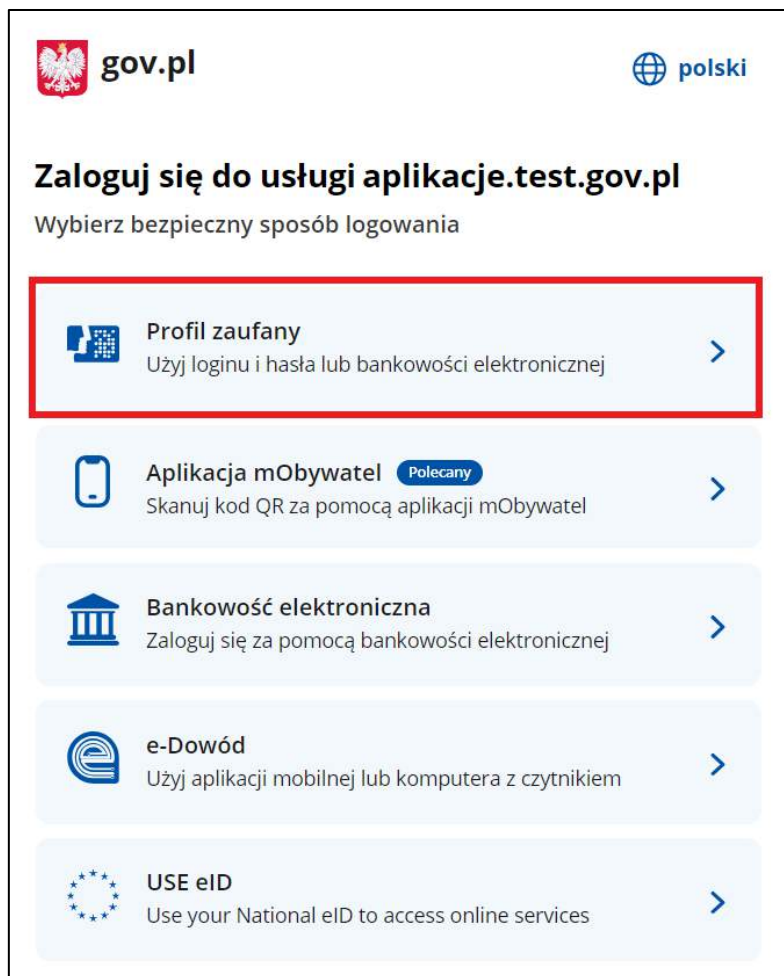 gov.pl
polski
Zaloguj się do usługi aplikacje.test.gov.pl
Wybierz bezpieczny sposób logowania
Profil zaufany
Użyj loginu i hasła lub bankowości elektronicznej
Aplikacja mObywatel Polecany
Skanuj kod QR za pomocą aplikacji mObywatel
Bankowość elektroniczna
Zaloguj się za pomocą bankowości elektronicznej
e-Dowód
Użyj aplikacji mobilnej lub komputera z czytnikiem
USE eID
Use your National eID to access online services